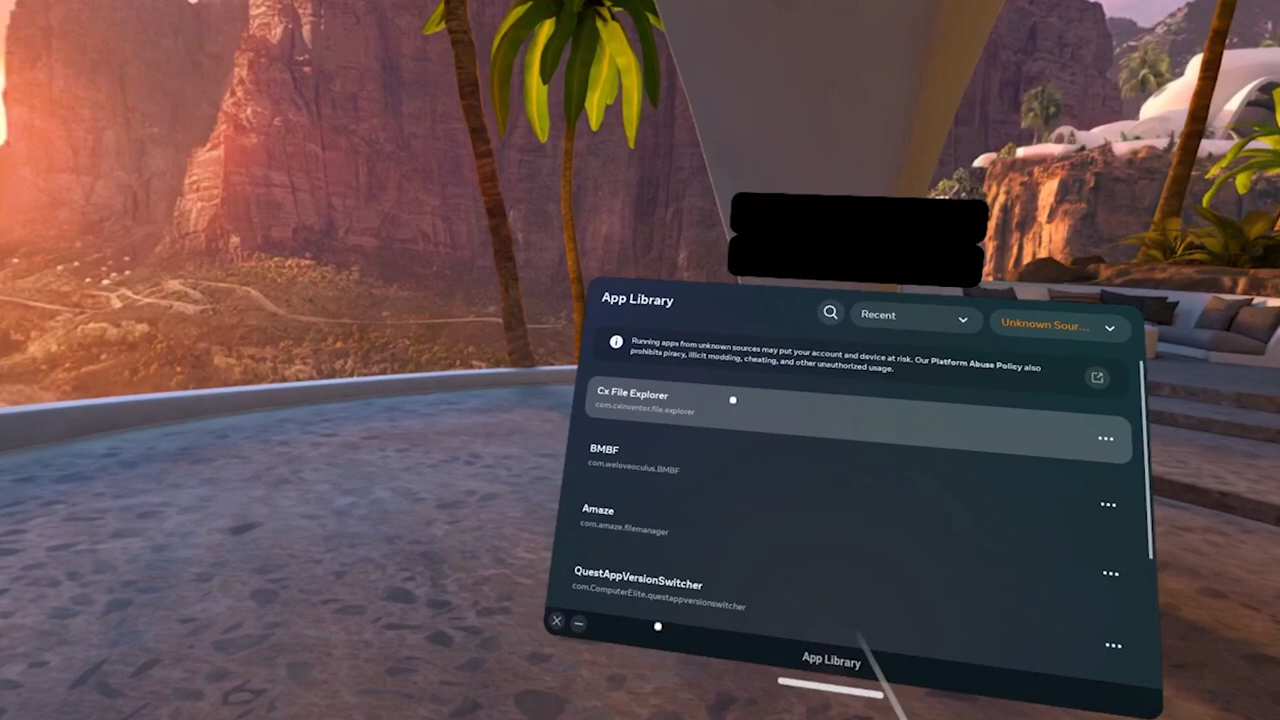 App Library
Recent
Unknown Sour...
Running apps from unknown sources may put your account and device at risk. Our Platform Abuse Policy also
prohibits piracy, illicit modding, cheating, and other unauthorized usage.
Cx File Explorer
com.cxinventor.file.explorer
BMBF
com.weloveoculus.BMBF
Amaze
com.amaze.filemanager
QuestAppVersionSwitcher
com.ComputerElite.questappversionswitcher
App Library